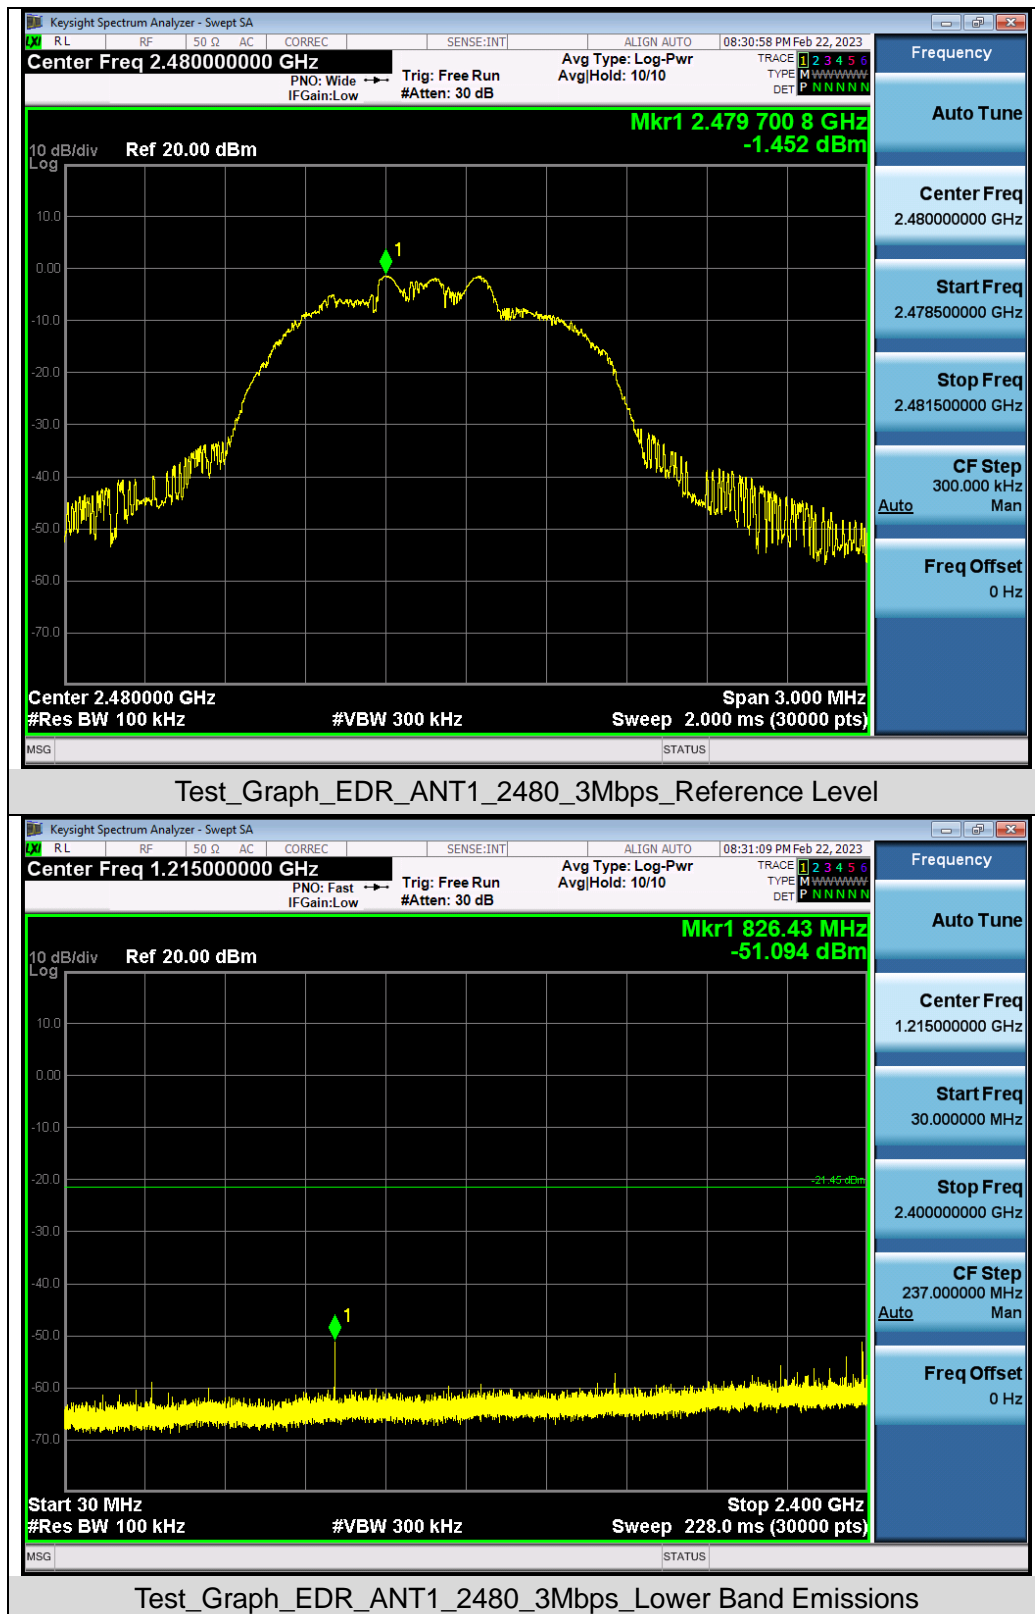 Keysight Spectrum Analyzer - Swept SA
LXI RL RF 50 Ω AC CORREC SENSE:INT ALIGN AUTO 08:30:58 PM Feb 22, 2023
Center Freq 2.480000000 GHz
PNO: Wide
IFGain:Low
Trig: Free Run
#Atten: 30 dB
Avg Type: Log-Pwr
Avg|Hold: 10/10
TRACE 1 2 3 4 5 6
TYPE M WWWWW
DET P N N N N N
Mkr1 2.479 700 8 GHz
-1.452 dBm
10 dB/div Ref 20.00 dBm
Log
1
10.0
0.00
-10.0
-20.0
-30.0
-40.0
-50.0
-60.0
-70.0
Center 2.480000 GHz Span 3.000 MHz
#Res BW 100 kHz #VBW 300 kHz Sweep 2.000 ms (30000 pts)
MSG STATUS
Frequency
Auto Tune
Center Freq
2.480000000 GHz
Start Freq
2.478500000 GHz
Stop Freq
2.481500000 GHz
CF Step
300.000 kHz
Auto Man
Freq Offset
0 Hz
Test_Graph_EDR_ANT1_2480_3Mbps_Reference Level
Keysight Spectrum Analyzer - Swept SA
LXI RL RF 50 Ω AC CORREC SENSE:INT ALIGN AUTO 08:31:09 PM Feb 22, 2023
Center Freq 1.215000000 GHz
PNO: Fast
IFGain:Low
Trig: Free Run
#Atten: 30 dB
Avg Type: Log-Pwr
Avg|Hold: 10/10
TRACE 1 2 3 4 5 6
TYPE M WWWWW
DET P N N N N N
Mkr1 826.43 MHz
-51.094 dBm
10 dB/div Ref 20.00 dBm
Log
10.0
0.00
-10.0
-20.0
-21.45 dBm
-30.0
-40.0
1
-50.0
-60.0
-70.0
Start 30 MHz Stop 2.400 GHz
#Res BW 100 kHz #VBW 300 kHz Sweep 228.0 ms (30000 pts)
MSG STATUS
Frequency
Auto Tune
Center Freq
1.215000000 GHz
Start Freq
30.000000 MHz
Stop Freq
2.400000000 GHz
CF Step
237.000000 MHz
Auto Man
Freq Offset
0 Hz
Test_Graph_EDR_ANT1_2480_3Mbps_Lower Band Emissions